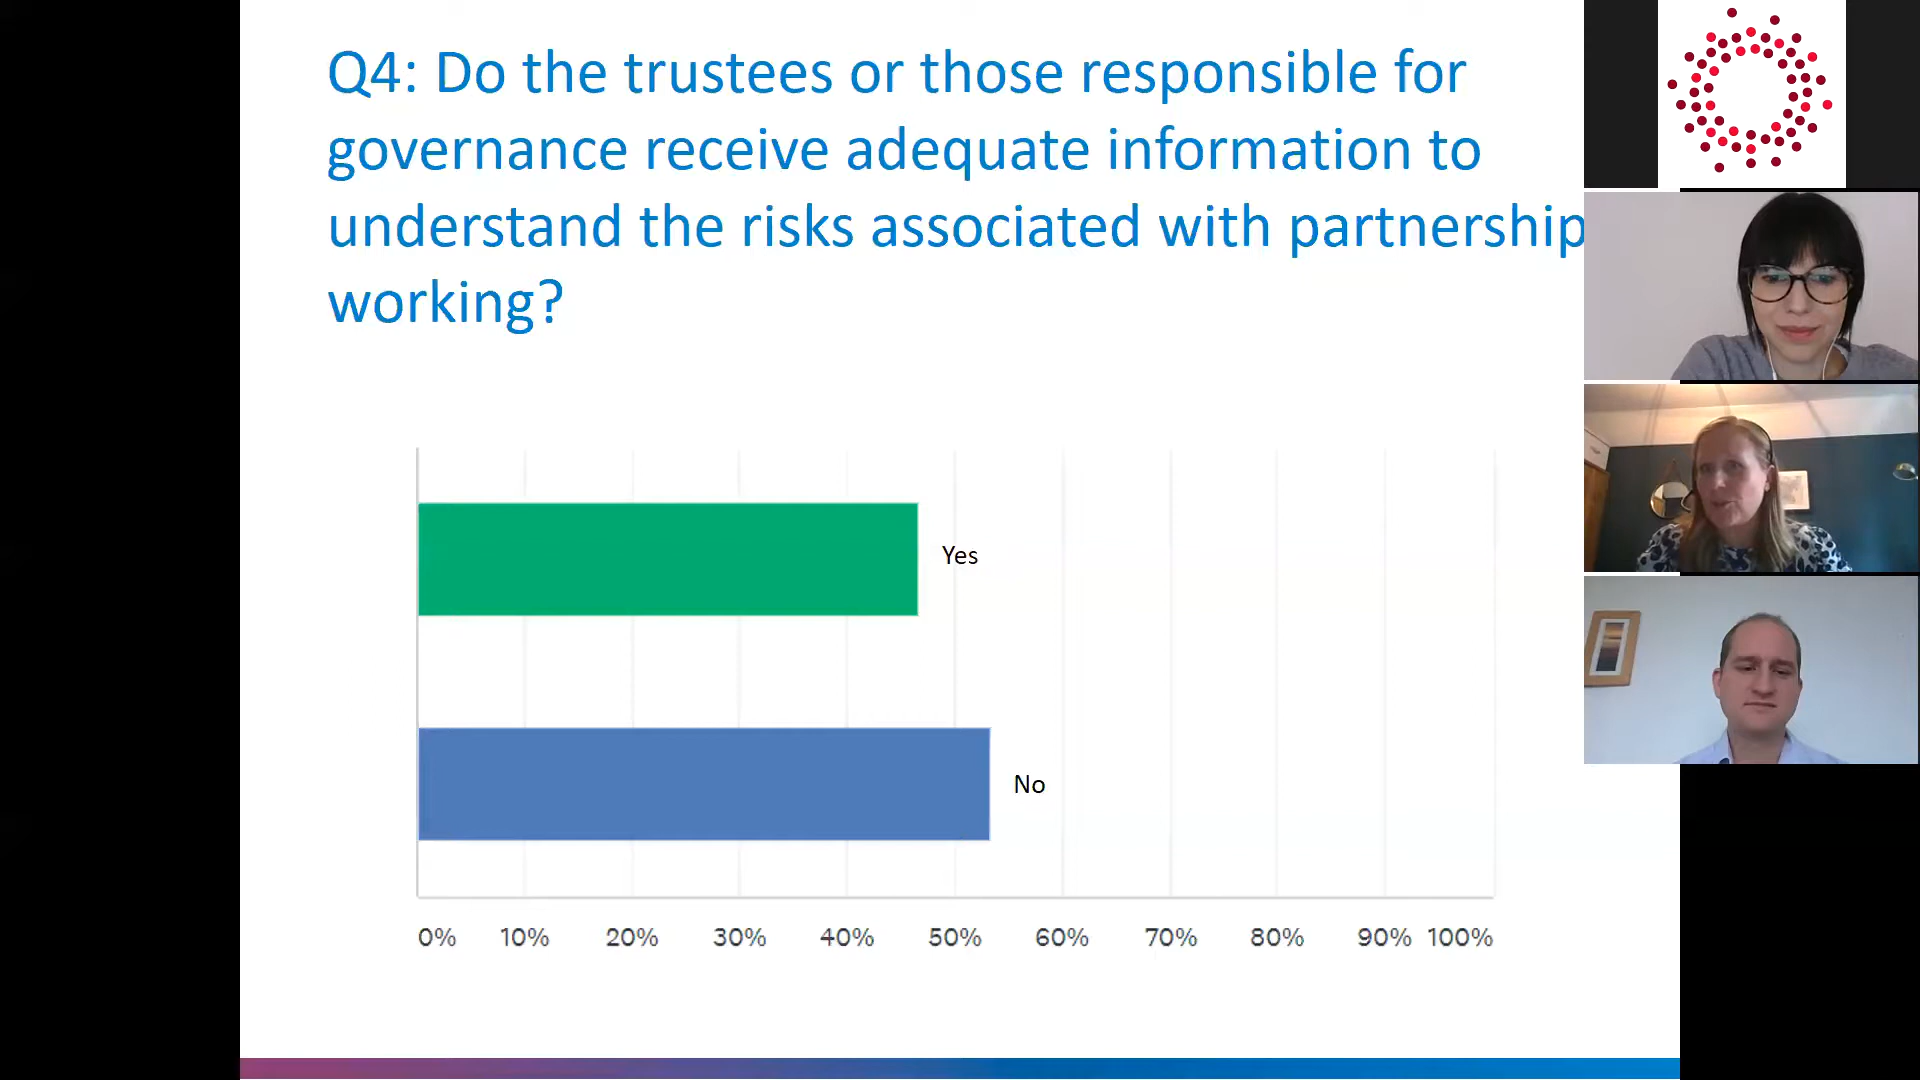 Q4: Do the trustees or those responsible for
governance receive adequate information to
understand the risks associated with partnership
working?
Yes
No
0% 10% 20% 30% 40% 50% 60% 70% 80% 90% 100%